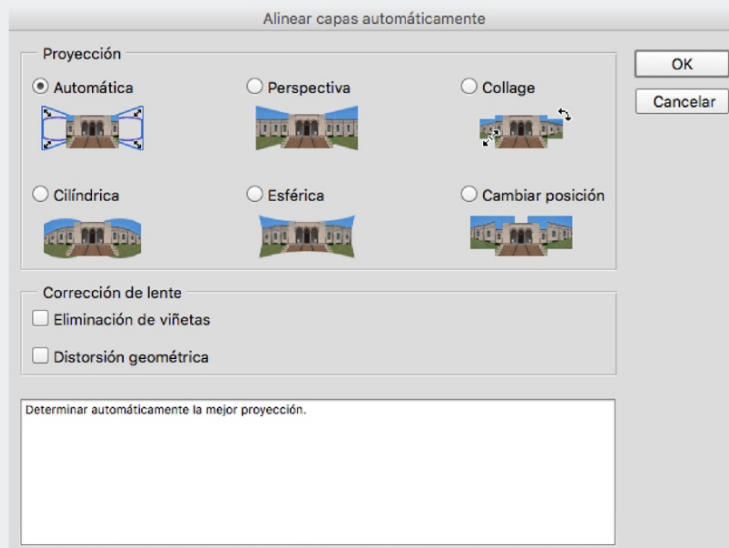 Alinear capas automáticamente
Proyección
Automática
Perspectiva
Collage
Cilíndrica
Esférica
Cambiar posición
OK
Cancelar
Corrección de lente
Eliminación de viñetas
Distorsión geométrica
Determinar automáticamente la mejor proyección.